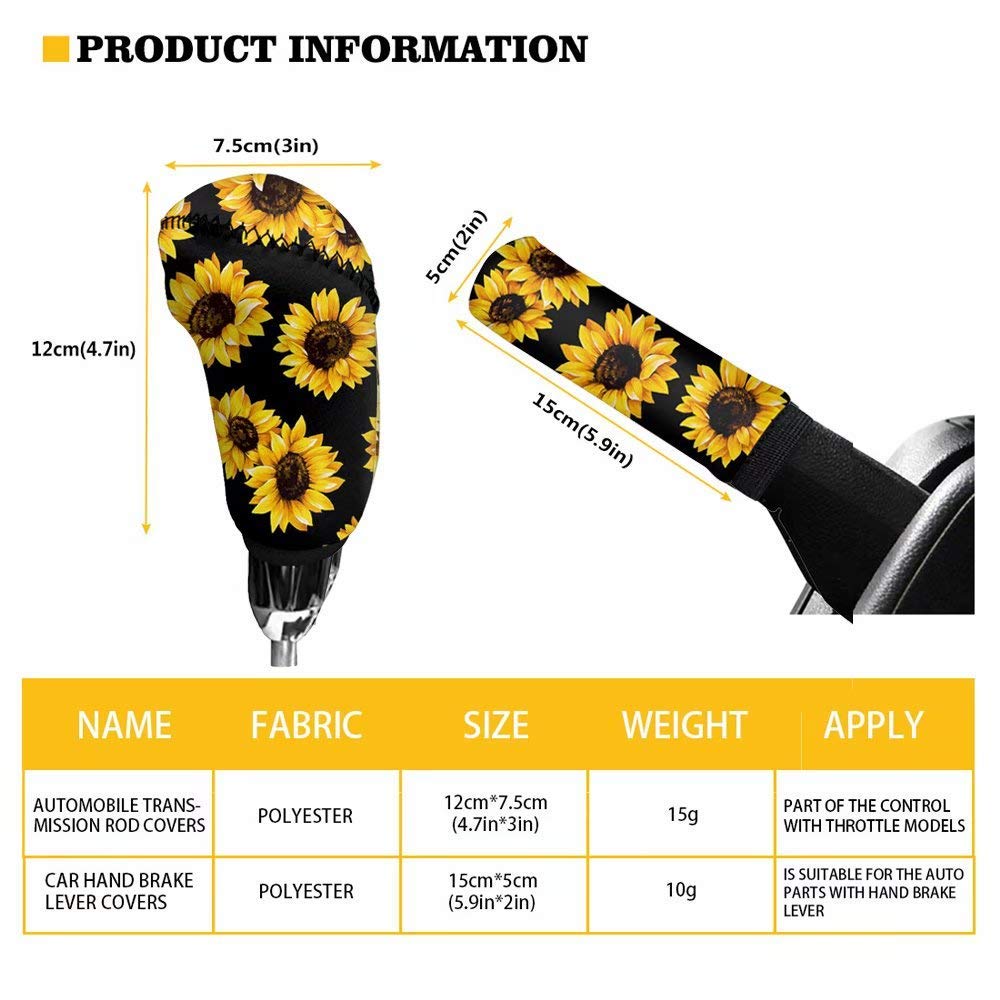 PRODUCT INFORMATION
7.5cm(3in)
12cm(4.7in)
5cm(2in)
15cm(5.9in)
NAME FABRIC SIZE WEIGHT APPLY
AUTOMOBILE TRANS-
MISSION ROD COVERS
POLYESTER
12cm*7.5cm
(4.7in*3in)
15g
PART OF THE CONTROL
WITH THROTTLE MODELS
CAR HAND BRAKE
LEVER COVERS
POLYESTER
15cm*5cm
(5.9in*2in)
10g
IS SUITABLE FOR THE AUTO
PARTS WITH HAND BRAKE
LEVER